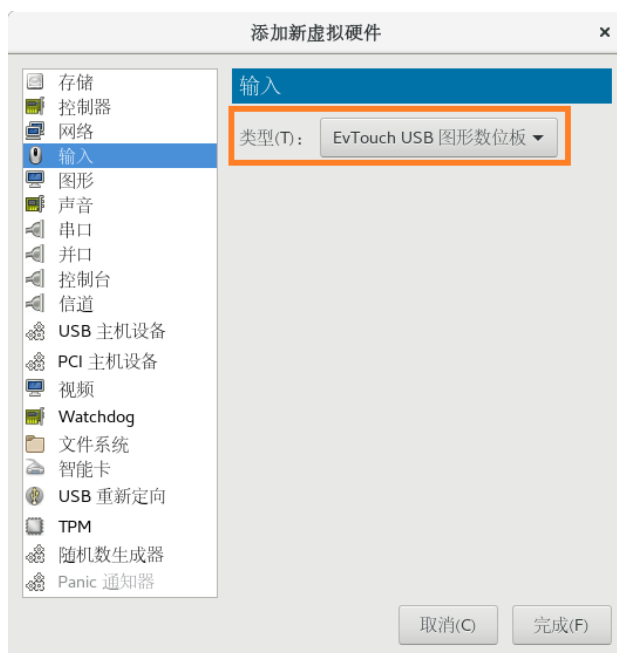 添加新虚拟硬件
×
存储
控制器
网络
输入
图形
声音
串口
并口
控制台
信道
USB 主机设备
PCI 主机设备
视频
Watchdog
文件系统
智能卡
USB 重新定向
TPM
随机数生成器
Panic 通知器
输入
类型(T)： EvTouch USB 图形数位板
取消(C) 完成(F)